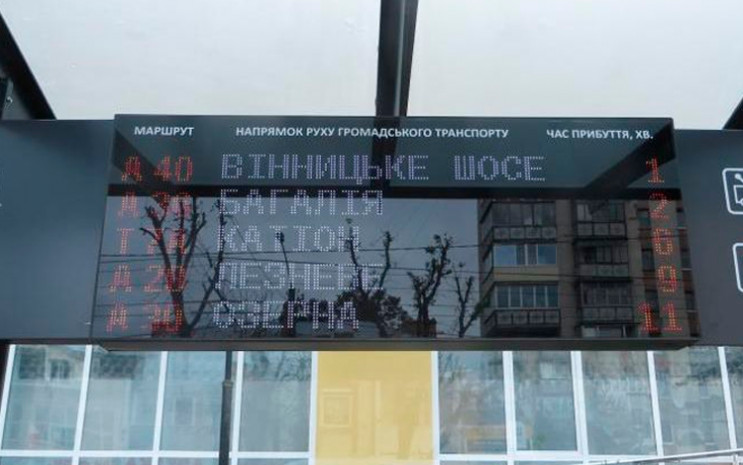 МАРШРУТ НАПРЯМОК РУХУ ГРОМАДСЬКОГО ТРАНСПОРТУ ЧАС ПРИБУТТЯ, ХВ.
А 40 ВІННИЦЬКЕ ШОСЕ 1
А 30 БАГАЛІЯ 2
КАТІОН 6
А 20 ЛЕЗНЕВЕ 9
А 30 ОЗЕРНА 11